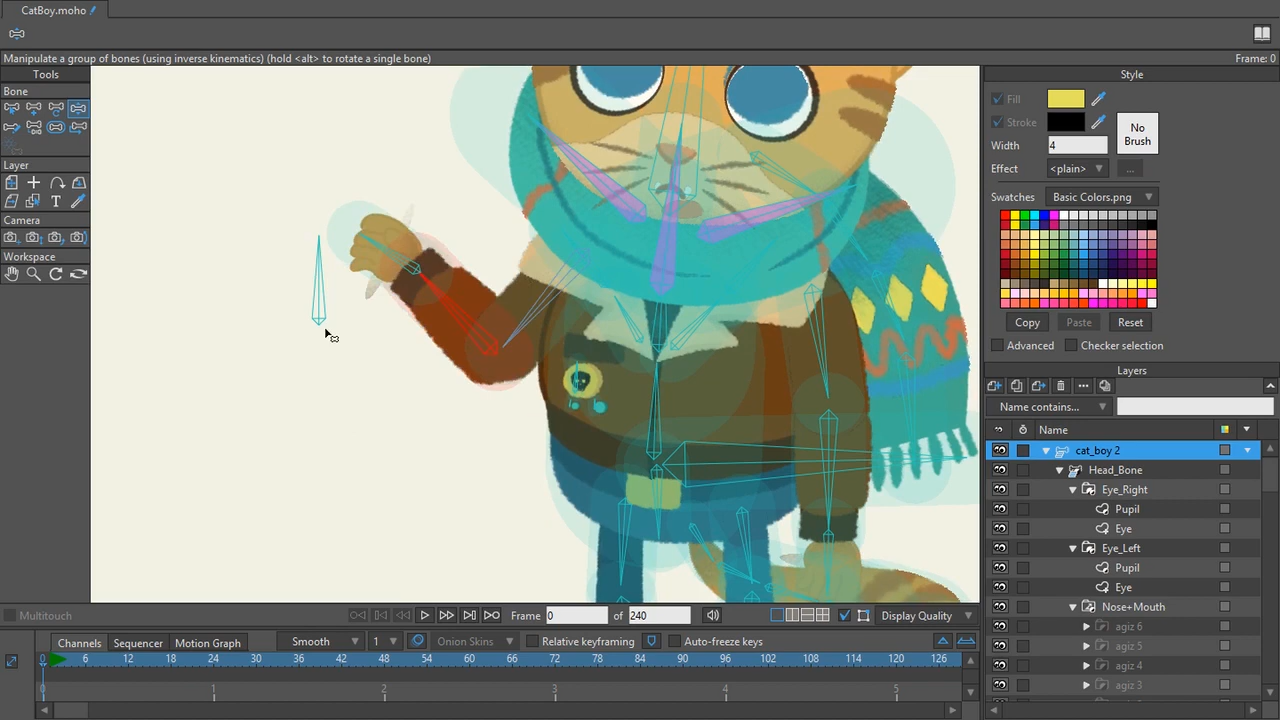 CatBoy.moho
Manipulate a group of bones (using inverse kinematics) (hold <alt> to rotate a single bone)
Frame: 0
Tools
Bone
Layer
T
Camera
Workspace
Style
Fill
Stroke
No Brush
Width
4
Effect
<plain>
...
Swatches
Basic Colors.png
Copy
Paste
Reset
Advanced
Checker selection
Layers
Name contains...
Name
cat_boy 2
Head_Bone
Eye_Right
Pupil
Eye
Eye_Left
Pupil
Eye
Nose+Mouth
agiz 6
agiz 5
agiz 4
agiz 3
Multitouch
Frame
0
of
240
Display Quality
Channels
Sequencer
Motion Graph
Smooth
1
Onion Skins
Relative keyframing
Auto-freeze keys
0 6 12 18 24 30 36 42 48 54 60 66 72 78 84 90 96 102 108 114 120 126
0 1 2 3 4 5